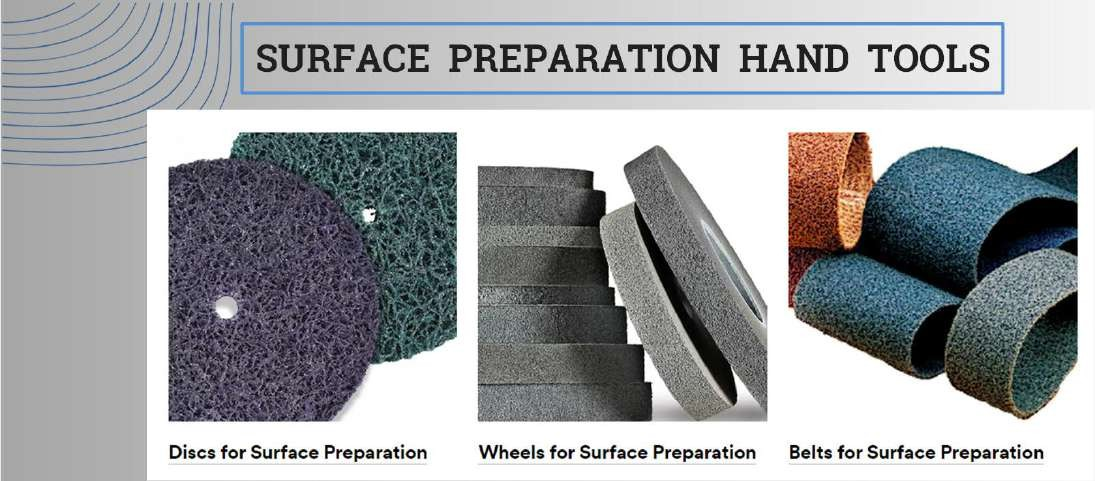 SURFACE PREPARATION HAND TOOLS
Discs for Surface Preparation
Wheels for Surface Preparation
Belts for Surface Preparation